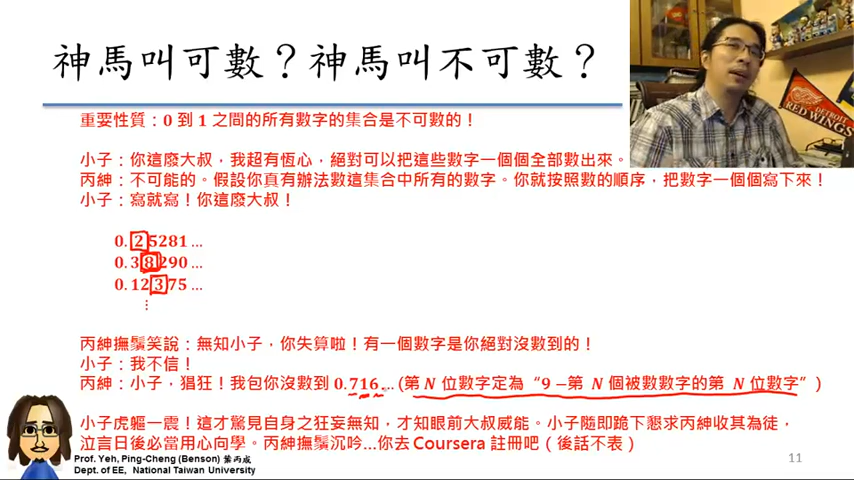 神馬叫可數？神馬叫不可數？
重要性質：0 到 1 之間的所有數字的集合是不可數的！
小子：你這廢大叔，我超有恆心，絕對可以把這些數字一個個全部數出來。
丙紳：不可能的。假設你真有辦法數這集合中所有的數字。你就按照數的順序，把數字一個個寫下來！
小子：寫就寫！你這廢大叔！
0.25281…
0.38290…
0.12375…
⋮
丙紳撫鬚笑說：無知小子，你失算啦！有一個數字是你絕對沒數到的！
小子：我不信！
丙紳：小子，猖狂！我包你沒數到 0.716… (第 N 位數字定為 “9 –第 N 個被數數字的第 N 位數字” )
小子虎軀一震！這才驚見自身之狂妄無知，才知眼前大叔威能。小子隨即跪下懇求丙紳收其為徒，
泣言日後必當用心向學。丙紳撫鬚沉吟…你去 Coursera 註冊吧（後話不表）
Prof. Yeh, Ping-Cheng (Benson) 葉丙成
Dept. of EE, National Taiwan University
11
DETROIT
RED WINGS